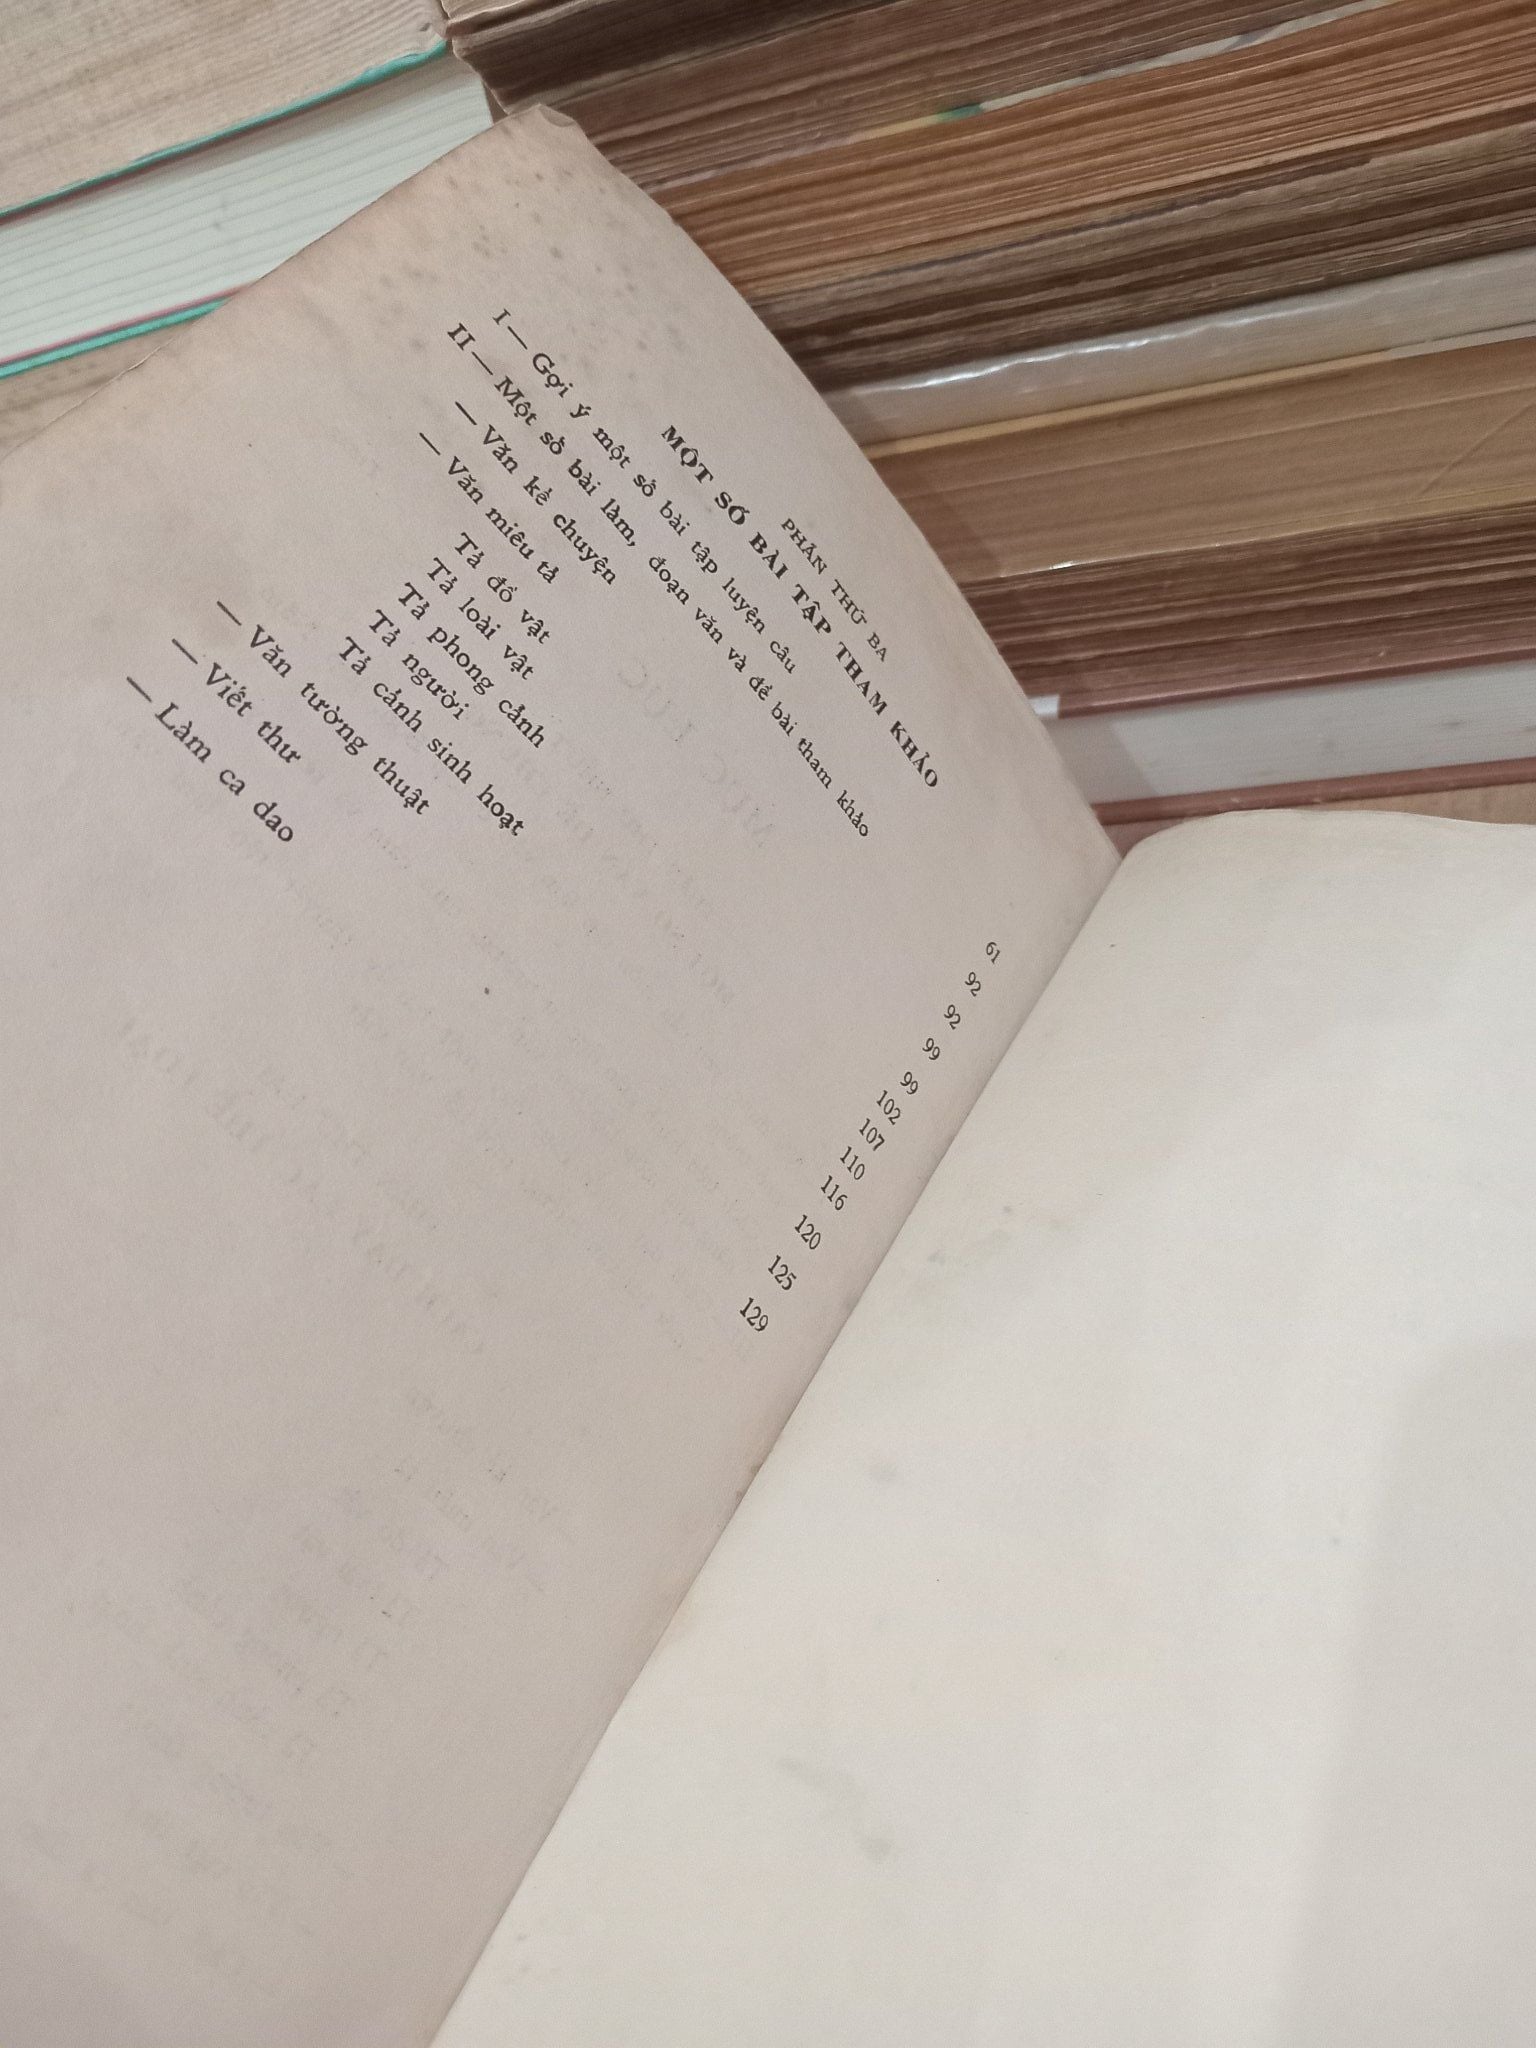 PHẦN THỨ BA
MỘT SỐ BÀI TẬP THAM KHẢO
I — Gợi ý một số bài tập luyện câu 61
II — Một số bài làm, đoạn văn và đề bài tham khảo 92
— Văn kể chuyện 92
— Văn miêu tả 99
Tả đồ vật 99
Tả loài vật 102
Tả phong cảnh 107
Tả người 110
Tả cảnh sinh hoạt 116
— Văn tường thuật 120
— Viết thư 125
— Làm ca dao 129